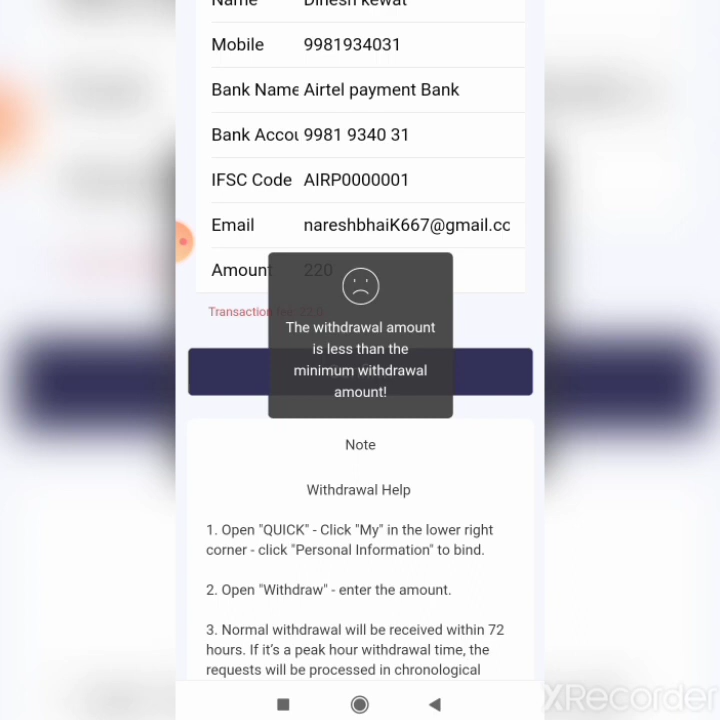 Name Dinesh kewat
Mobile 9981934031
Bank Name Airtel payment Bank
Bank Accou 9981 9340 31
IFSC Code AIRP0000001
Email nareshbhaiK667@gmail.cc
Amount 220
Transaction
The withdrawal amount
is less than the
minimum withdrawal
amount!
Note
Withdrawal Help
1. Open "QUICK" - Click "My" in the lower right
corner - click "Personal Information" to bind.
2. Open "Withdraw" - enter the amount.
3. Normal withdrawal will be received within 72
hours. If it's a peak hour withdrawal time, the
requests will be processed in chronological
XRecorder